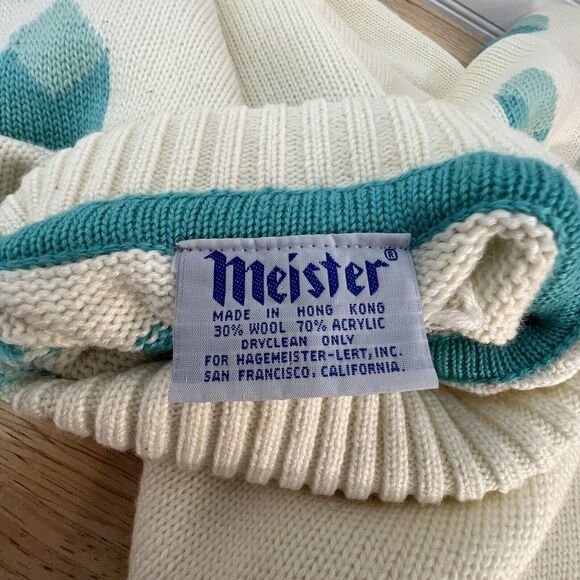 Meister®
MADE IN HONG KONG
30% WOOL 70% ACRYLIC
DRYCLEAN ONLY
FOR HAGEMEISTER-LERT, INC.
SAN FRANCISCO, CALIFORNIA.